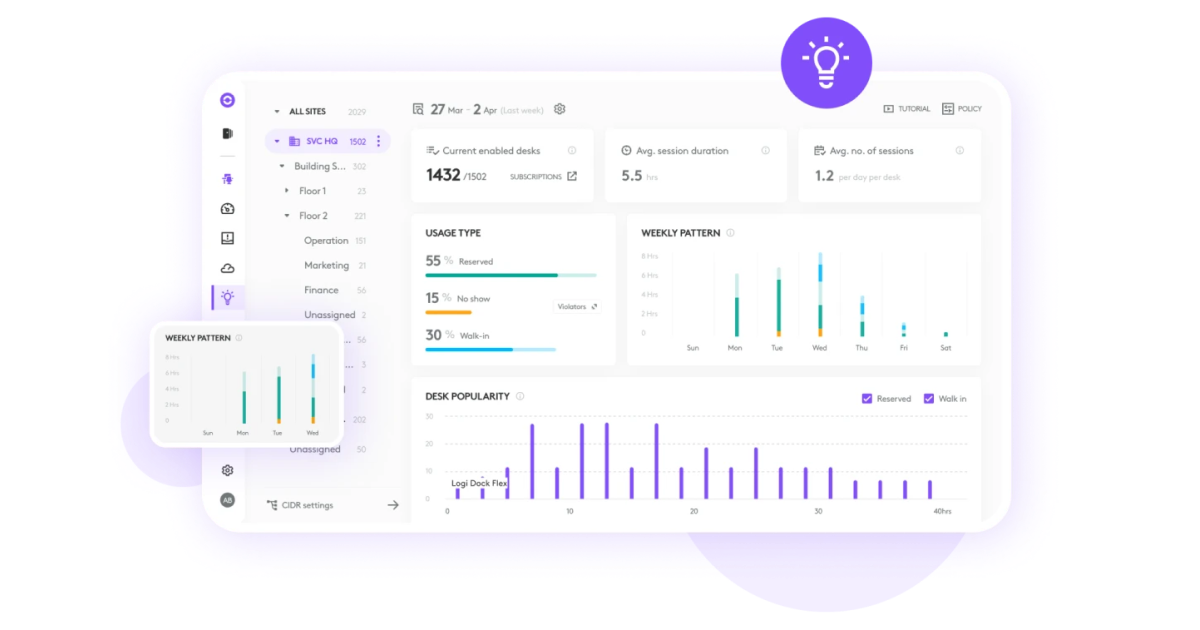 ALL SITES 2029
SVC HQ 1502
Building S... 302
Floor 1 23
Floor 2 221
Operation 151
Marketing 21
Finance 56
Unassigned 2
... 56
... 3
2
. 202
Unassigned 50
CIDR settings
AB
27 Mar - 2 Apr (Last week)
TUTORIAL
POLICY
Current enabled desks
1432 /1502
SUBSCRIPTIONS
Avg. session duration
5.5 hrs
Avg. no. of sessions
1.2 per day per desk
USAGE TYPE
55 % Reserved
15 % No show
Violators
30 % Walk-in
WEEKLY PATTERN
8 Hrs
6 Hrs
4 Hrs
2 Hrs
0
Sun Mon Tue Wed Thu Fri Sat
WEEKLY PATTERN
8 Hrs
6 Hrs
4 Hrs
2 Hrs
0
Sun Mon Tue Wed
DESK POPULARITY
Reserved
Walk in
30
20
10
0
Logi Dock Flex
0 10 20 30 40hrs